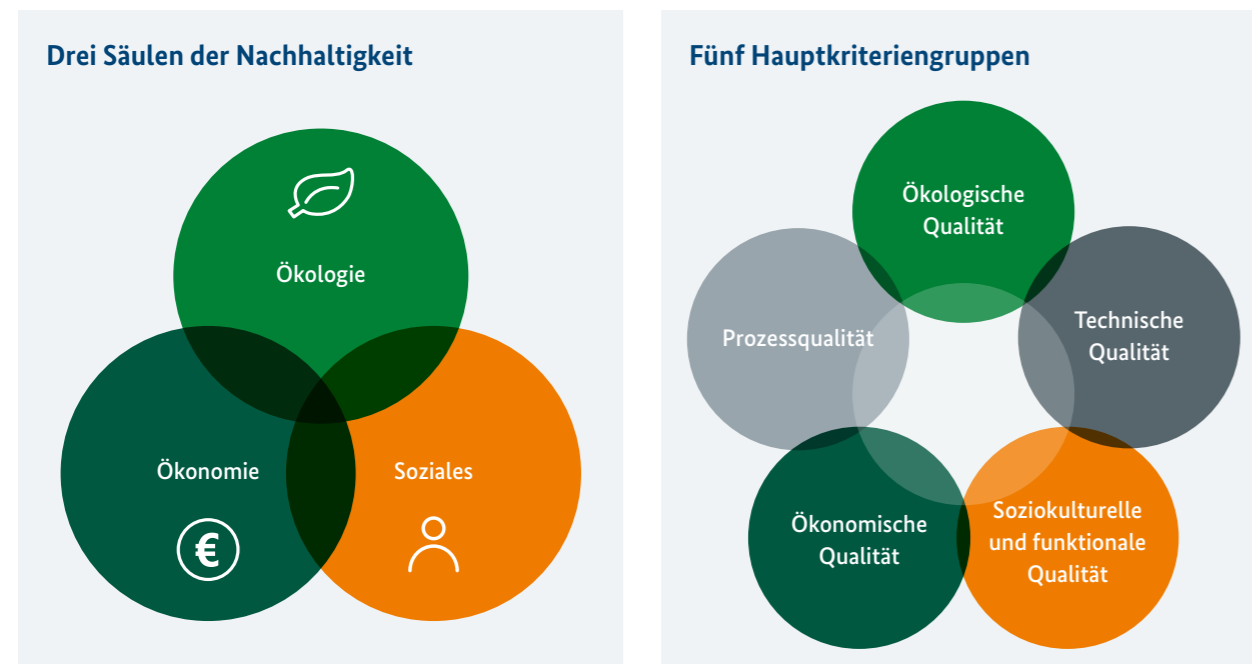 Drei Säulen der Nachhaltigkeit
Ökologie
Ökonomie
Soziales
€
Fünf Hauptkriteriengruppen
Ökologische
Qualität
Prozessqualität
Technische
Qualität
Ökonomische
Qualität
Soziokulturelle
und funktionale
Qualität